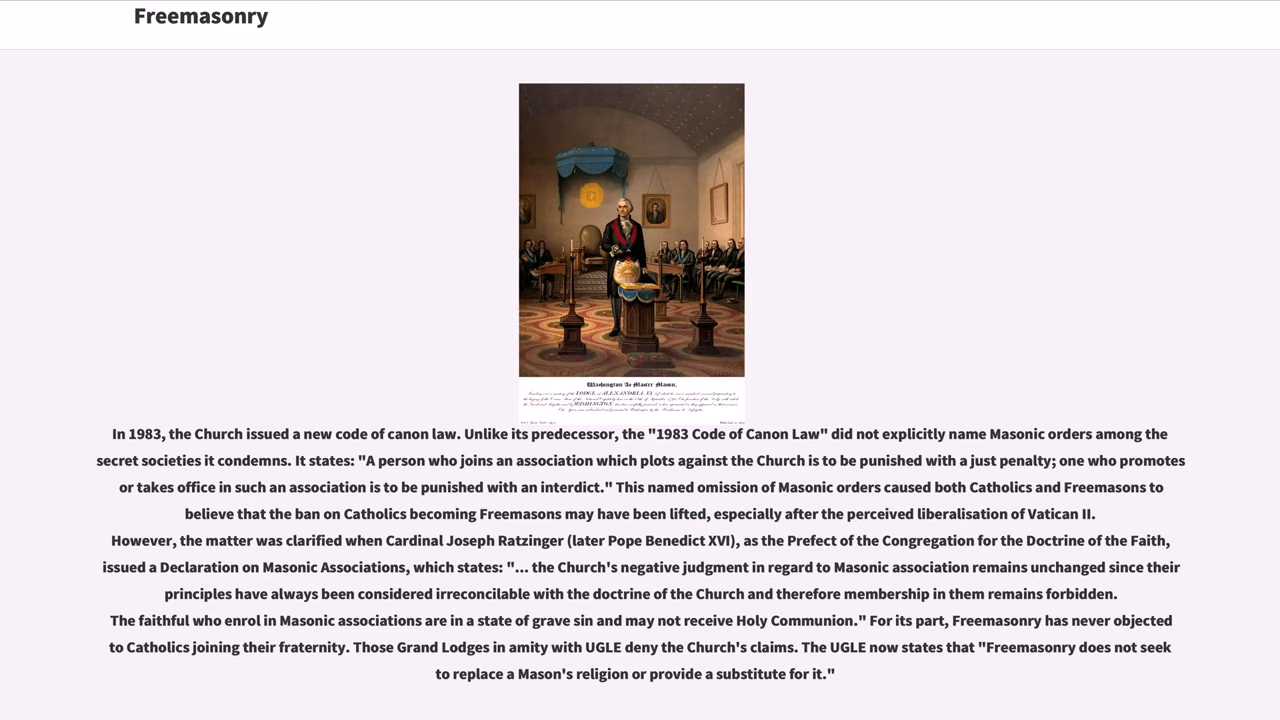 Freemasonry
Washington As Master Mason.
LODGE
ALEXANDRIA
WASHINGTON
In 1983, the Church issued a new code of canon law. Unlike its predecessor, the "1983 Code of Canon Law" did not explicitly name Masonic orders among the
secret societies it condemns. It states: "A person who joins an association which plots against the Church is to be punished with a just penalty; one who promotes
or takes office in such an association is to be punished with an interdict." This named omission of Masonic orders caused both Catholics and Freemasons to
believe that the ban on Catholics becoming Freemasons may have been lifted, especially after the perceived liberalisation of Vatican II.
However, the matter was clarified when Cardinal Joseph Ratzinger (later Pope Benedict XVI), as the Prefect of the Congregation for the Doctrine of the Faith,
issued a Declaration on Masonic Associations, which states: "... the Church's negative judgment in regard to Masonic association remains unchanged since their
principles have always been considered irreconcilable with the doctrine of the Church and therefore membership in them remains forbidden.
The faithful who enrol in Masonic associations are in a state of grave sin and may not receive Holy Communion." For its part, Freemasonry has never objected
to Catholics joining their fraternity. Those Grand Lodges in amity with UGLE deny the Church's claims. The UGLE now states that "Freemasonry does not seek
to replace a Mason's religion or provide a substitute for it."